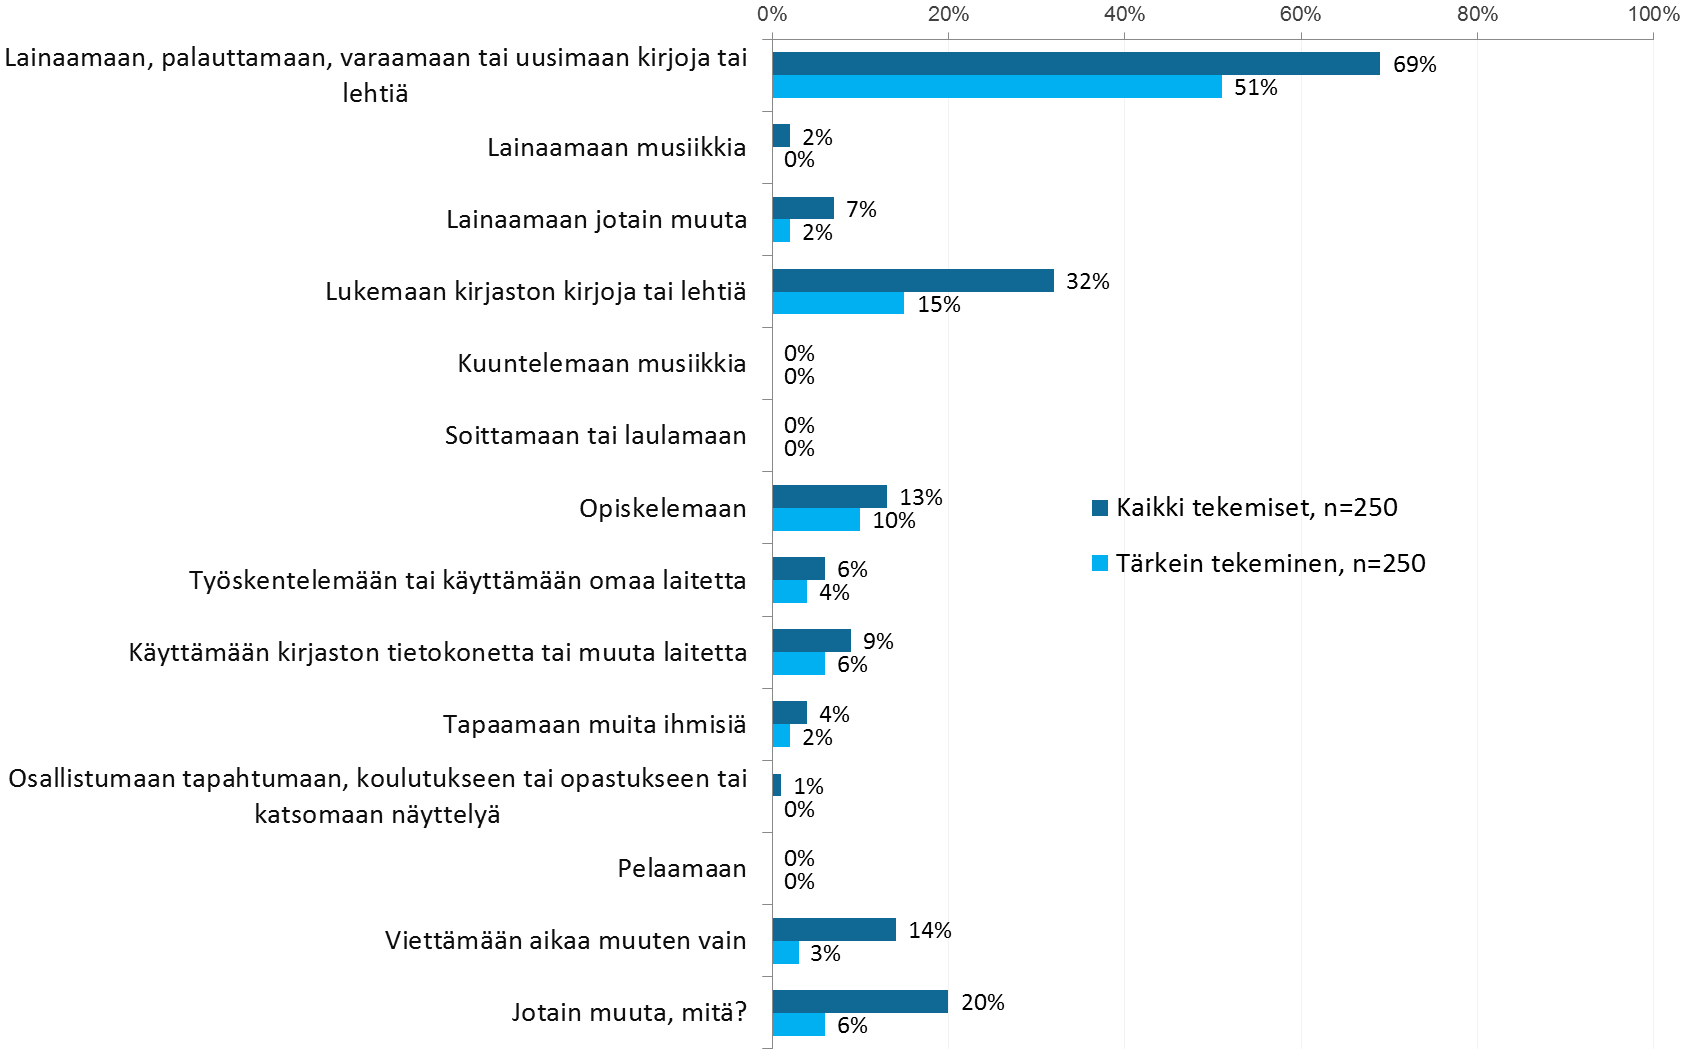 0% 20% 40% 60% 80% 100%
Lainaamaan, palauttamaan, varaamaan tai uusimaan kirjoja tai
lehtiä
69%
51%
Lainaamaan musiikkia
2%
0%
Lainaamaan jotain muuta
7%
2%
Lukemaan kirjaston kirjoja tai lehtiä
32%
15%
Kuuntelemaan musiikkia
0%
0%
Soittamaan tai laulamaan
0%
0%
Opiskelemaan
13%
10%
Kaikki tekemiset, n=250
Tärkein tekeminen, n=250
Työskentelemään tai käyttämään omaa laitetta
6%
4%
Käyttämään kirjaston tietokonetta tai muuta laitetta
9%
6%
Tapaamaan muita ihmisiä
4%
2%
Osallistumaan tapahtumaan, koulutukseen tai opastukseen tai
katsomaan näyttelyä
1%
0%
Pelaamaan
0%
0%
Viettämään aikaa muuten vain
14%
3%
Jotain muuta, mitä?
20%
6%